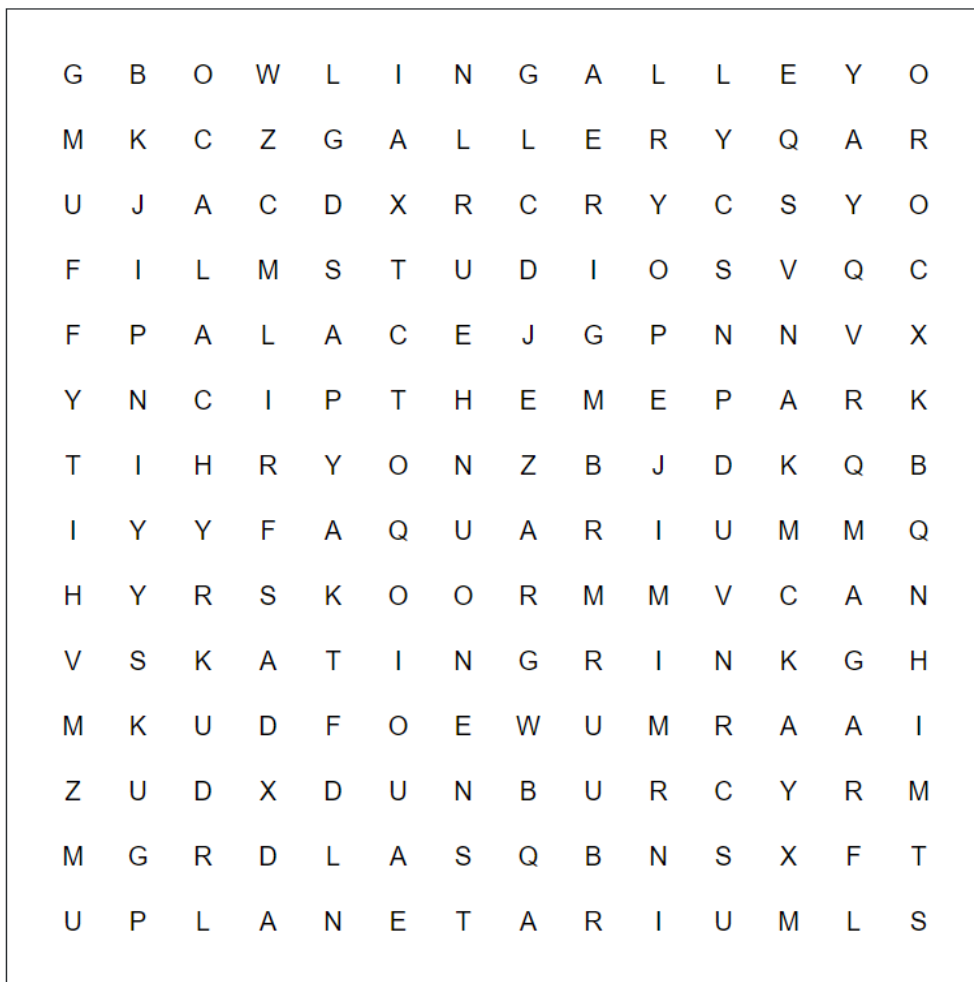 G B O W L I N G A L L E Y O
M K C Z G A L L E R Y Q A R
U J A C D X R C R Y C S Y O
F I L M S T U D I O S V Q C
F P A L A C E J G P N N V X
Y N C I P T H E M E P A R K
T I H R Y O N Z B J D K Q B
I Y Y F A Q U A R I U M M Q
H Y R S K O O R M M V C A N
V S K A T I N G R I N K G H
M K U D F O E W U M R A A I
Z U D X D U N B U R C Y R M
M G R D L A S Q B N S X F T
U P L A N E T A R I U M L S